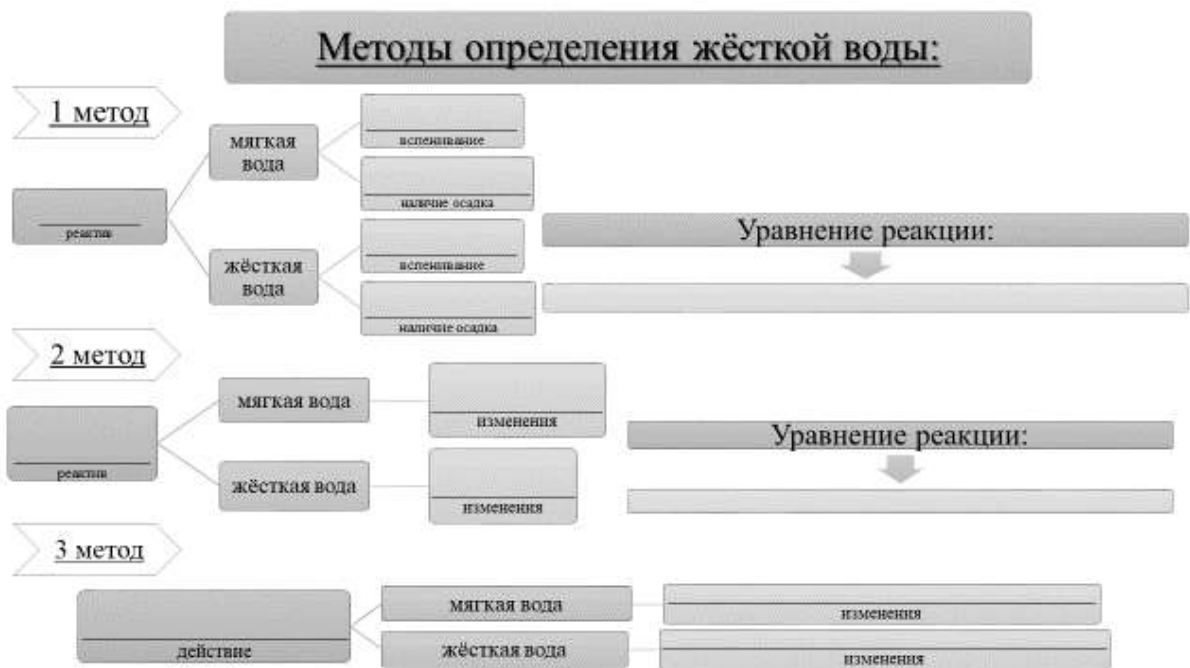 Методы определения жёсткой воды:
1 метод
реактив
мягкая
вода
вспенивание
наличие осадка
жёсткая
вода
вспенивание
наличие осадка
Уравнение реакции:
2 метод
реактив
мягкая вода
изменения
жёсткая вода
изменения
Уравнение реакции:
3 метод
действие
мягкая вода
изменения
жёсткая вода
изменения